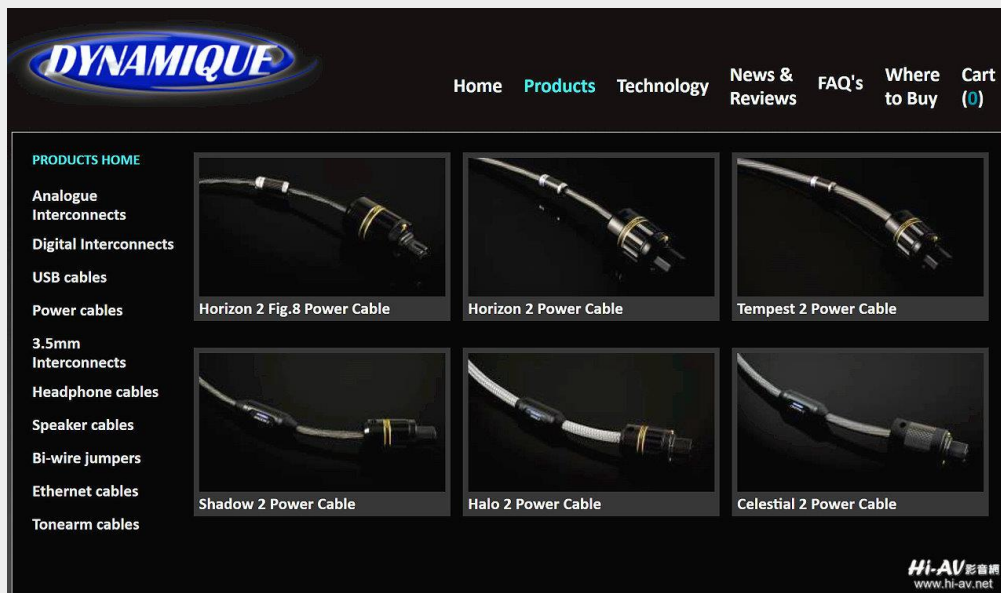 DYNAMIQUE
Home
Products
Technology
News &
Reviews
FAQ's
Where
to Buy
Cart
(0)
PRODUCTS HOME
Analogue
Interconnects
Digital Interconnects
USB cables
Power cables
3.5mm
Interconnects
Headphone cables
Speaker cables
Bi-wire jumpers
Ethernet cables
Tonearm cables
Horizon 2 Fig.8 Power Cable
Horizon 2 Power Cable
Tempest 2 Power Cable
Shadow 2 Power Cable
Halo 2 Power Cable
Celestial 2 Power Cable
Hi-AV影音網
www.hi-av.net